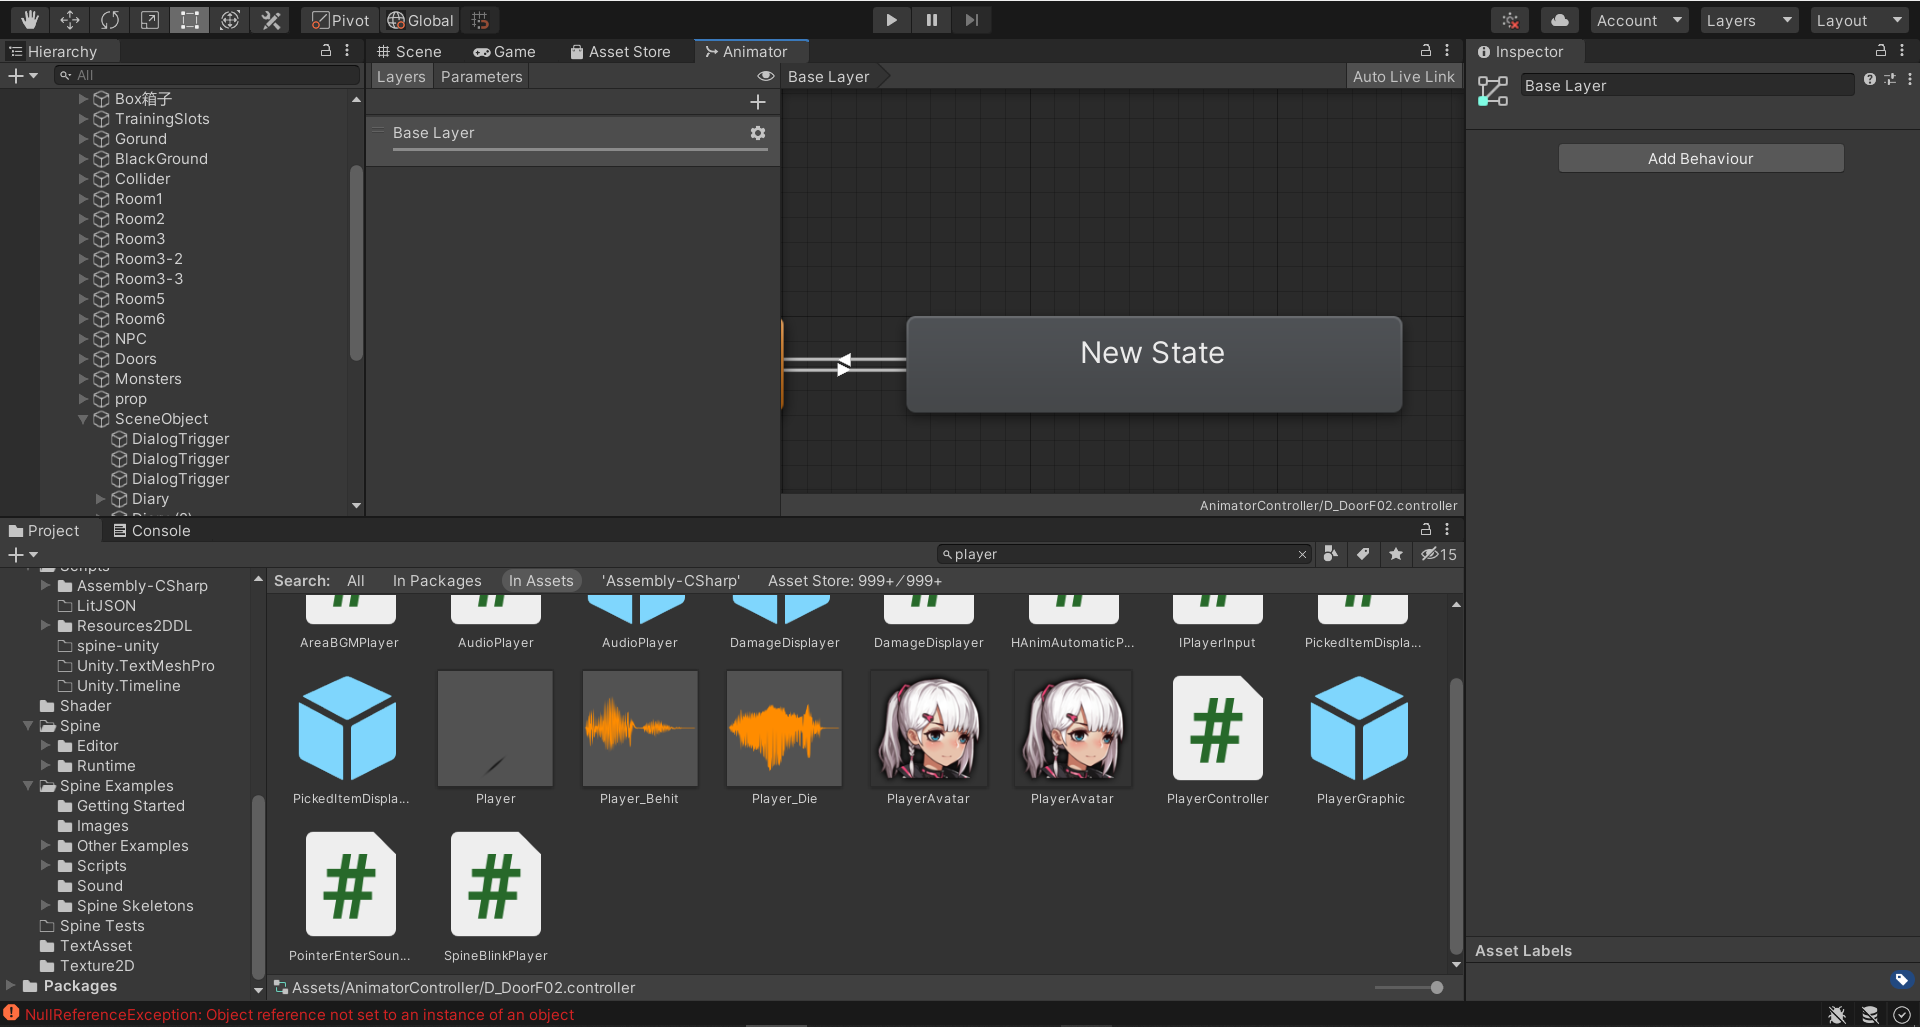 Pivot Global Account Layers Layout
Hierarchy
All
Box箱子
TrainingSlots
Gorund
BlackGround
Collider
Room1
Room2
Room3
Room3-2
Room3-3
Room5
Room6
NPC
Doors
Monsters
prop
SceneObject
DialogTrigger
DialogTrigger
DialogTrigger
Diary
Scene Game Asset Store Animator
Layers Parameters Base Layer Auto Live Link
Base Layer
New State
AnimatorController/D_DoorF02.controller
Inspector
Base Layer
Add Behaviour
Asset Labels
Project Console
player
15
Scripts
Assembly-CSharp
LitJSON
Resources2DDL
spine-unity
Unity.TextMeshPro
Unity.Timeline
Shader
Spine
Editor
Runtime
Spine Examples
Getting Started
Images
Other Examples
Scripts
Sound
Spine Skeletons
Spine Tests
TextAsset
Texture2D
Packages
Search: All In Packages In Assets 'Assembly-CSharp' Asset Store: 999+/999+
AreaBGMPlayer AudioPlayer AudioPlayer DamageDisplayer DamageDisplayer HAnimAutomaticP... IPlayerInput PickedItemDispla...
PickedItemDispla... Player Player_Behit Player_Die PlayerAvatar PlayerAvatar PlayerController PlayerGraphic
PointerEnterSoun... SpineBlinkPlayer
Assets/AnimatorController/D_DoorF02.controller
NullReferenceException: Object reference not set to an instance of an object